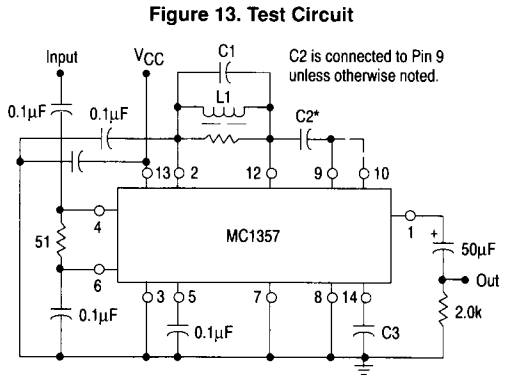 Figure 13. Test Circuit
C1
Input
VCC
C2 is connected to Pin 9
unless otherwise noted.
L1
0.1μF
0.1μF
C2*
13
2
12
9
10
4
1
MC1357
+
51
50μF
6
Out
3
5
7
8
14
2.0k
0.1μF
0.1μF
C3